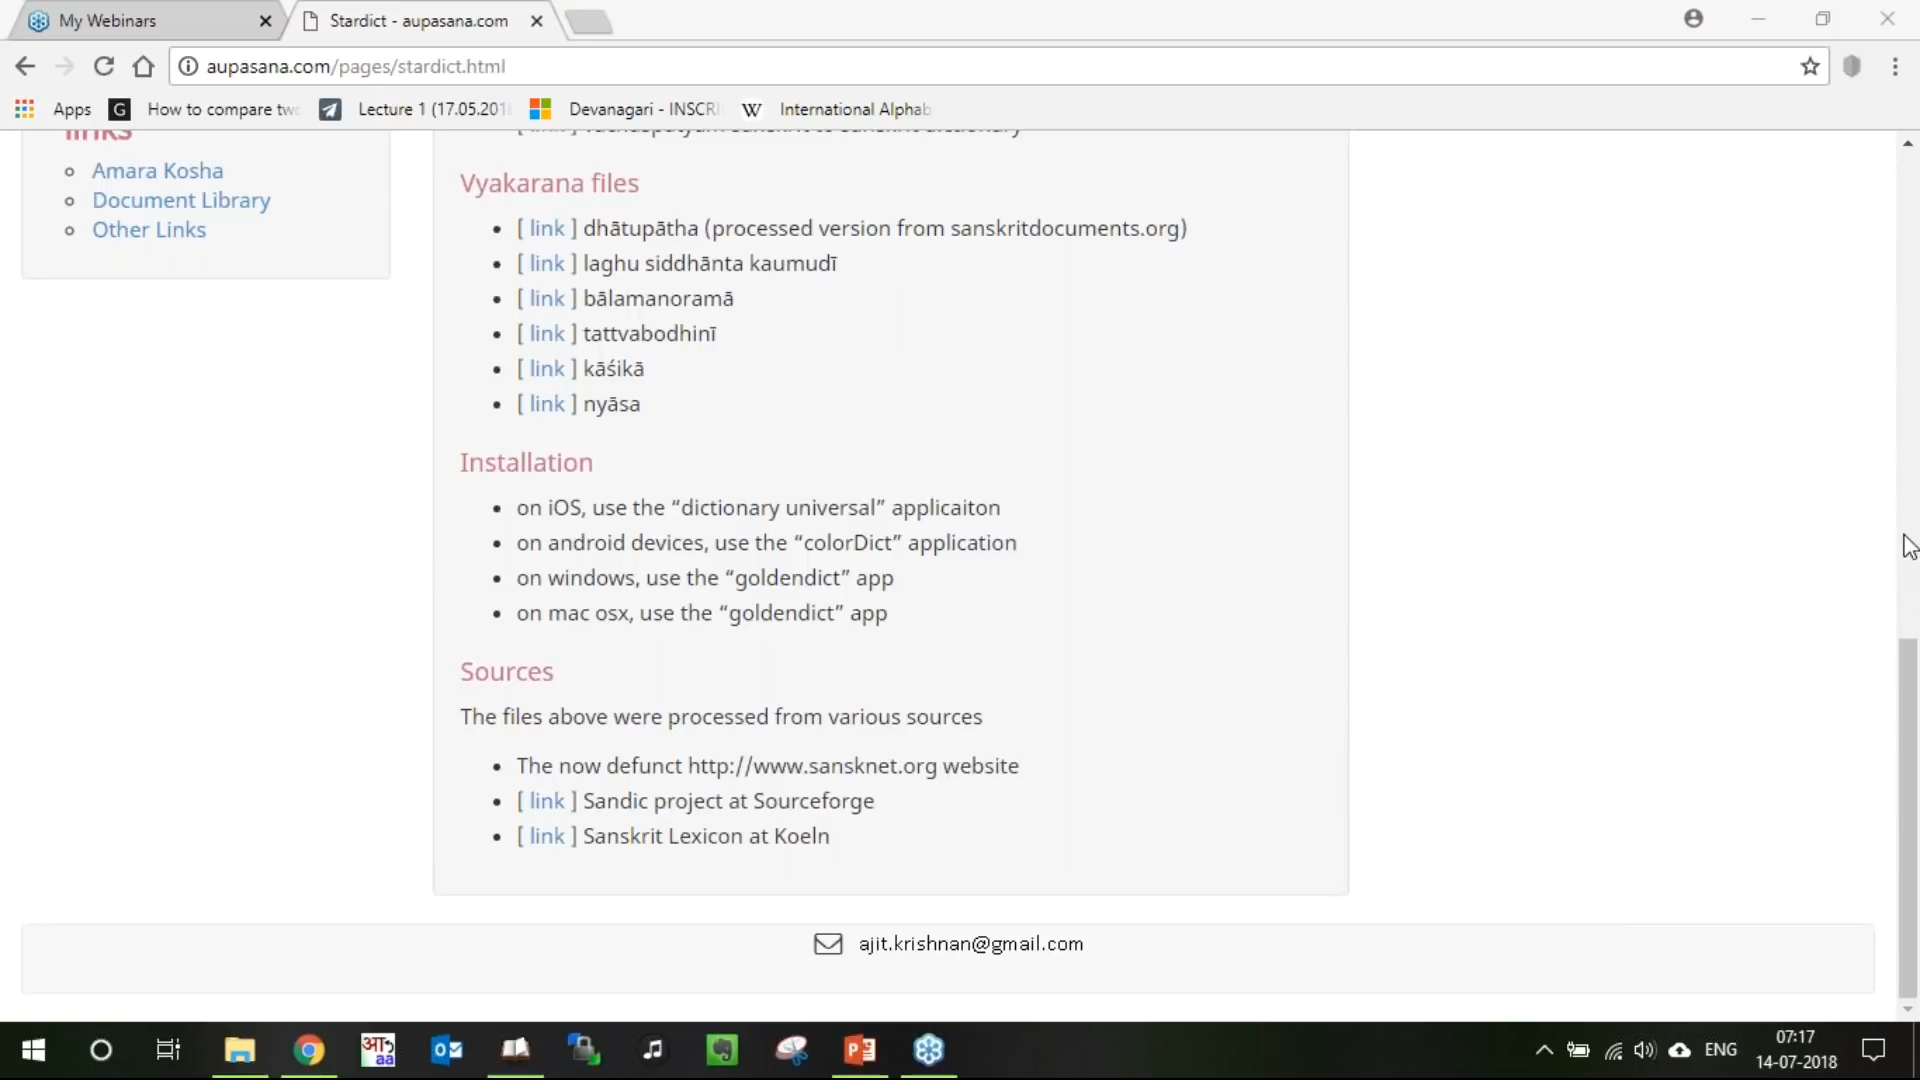 My Webinars
Stardict - aupasana.com
aupasana.com/pages/stardict.html
Apps
G
How to compare tw
Lecture 1 (17.05.201
Devanagari - INSCRI
W
International Alphab
links
Amara Kosha
Document Library
Other Links
Vyakarana files
[ link ] dhātupātha (processed version from sanskritdocuments.org)
[ link ] laghu siddhānta kaumudī
[ link ] bālamanoramā
[ link ] tattvabodhinī
[ link ] kāśikā
[ link ] nyāsa
Installation
on iOS, use the “dictionary universal” applicaiton
on android devices, use the “colorDict” application
on windows, use the “goldendict” app
on mac osx, use the “goldendict” app
Sources
The files above were processed from various sources
The now defunct http://www.sansknet.org website
[ link ] Sandic project at Sourceforge
[ link ] Sanskrit Lexicon at Koeln
ajit.krishnan@gmail.com
ENG
07:17
14-07-2018